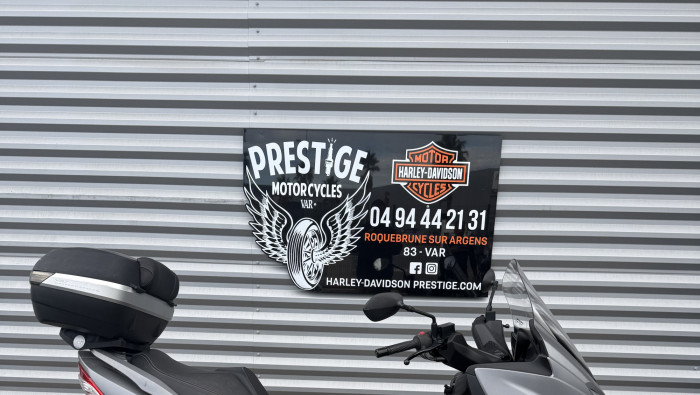 PRESTIGE
MOTORCYCLES
VAR
MOTOR
HARLEY-DAVIDSON
CYCLES
04 94 44 21 31
ROQUEBRUNE SUR ARGENS
83 - VAR
HARLEY-DAVIDSON PRESTIGE.COM